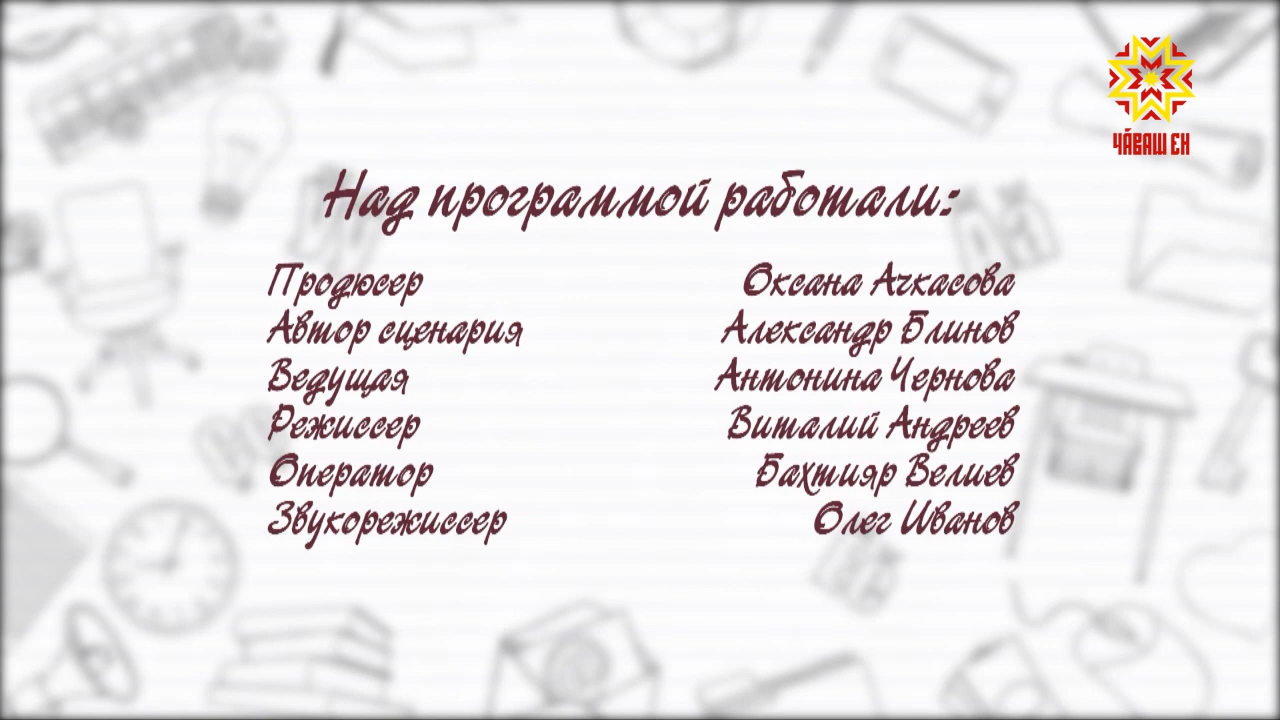 ЧӐВАШ ЕН
Над программой работали:
Продюсер Оксана Ачкасова
Автор сценария Александр Блинов
Ведущая Антонина Чернова
Режиссер Виталий Андреев
Оператор Бахтияр Велиев
Звукорежиссер Олег Иванов